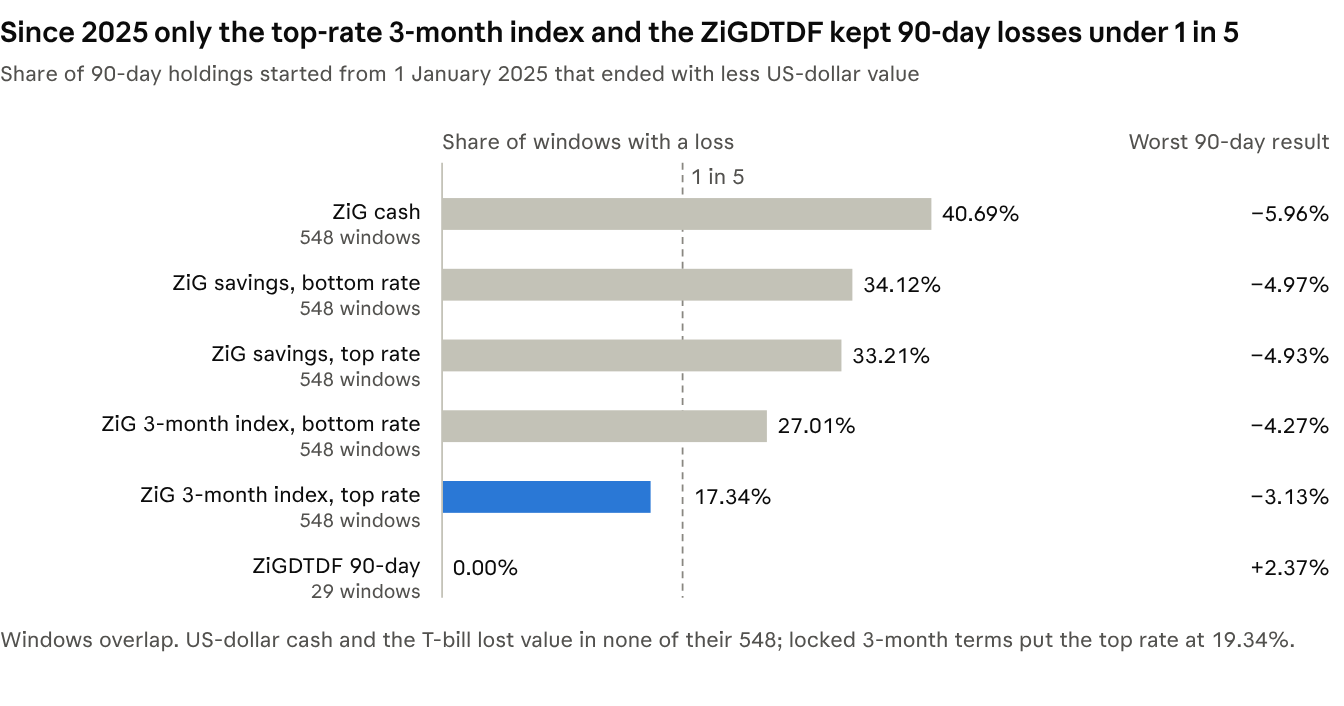 Since 2025 only the top-rate 3-month index and the ZiGDTDF kept 90-day losses under 1 in 5
Share of 90-day holdings started from 1 January 2025 that ended with less US-dollar value
Share of windows with a loss
Worst 90-day result
1 in 5
ZiG cash
548 windows
40.69%
−5.96%
ZiG savings, bottom rate
548 windows
34.12%
−4.97%
ZiG savings, top rate
548 windows
33.21%
−4.93%
ZiG 3-month index, bottom rate
548 windows
27.01%
−4.27%
ZiG 3-month index, top rate
548 windows
17.34%
−3.13%
ZiGDTDF 90-day
29 windows
0.00%
+2.37%
Windows overlap. US-dollar cash and the T-bill lost value in none of their 548; locked 3-month terms put the top rate at 19.34%.